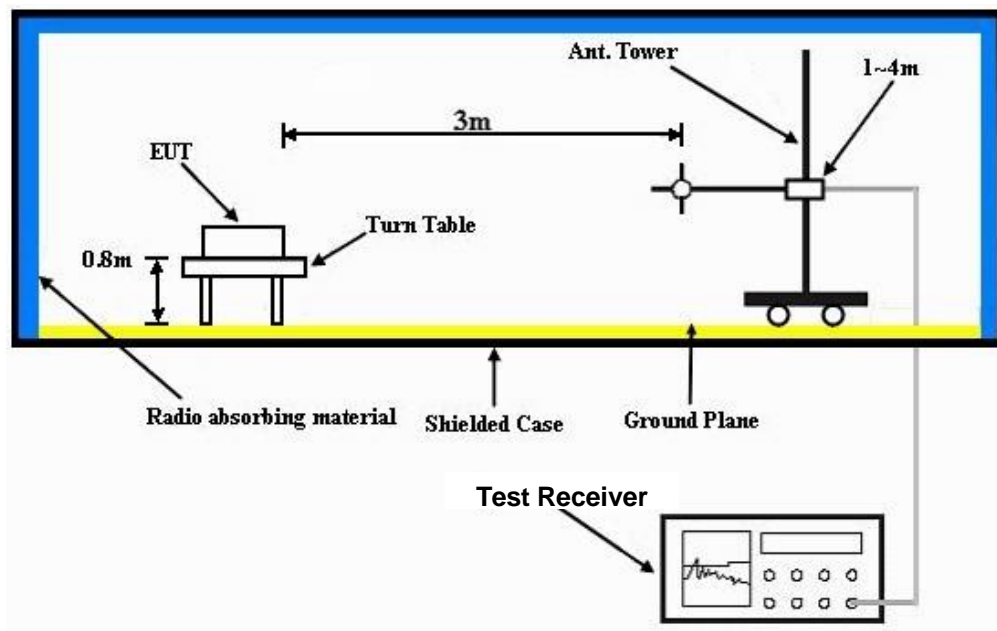 Ant. Tower
1~4m
3m
EUT
Turn Table
0.8m
Radio absorbing material
Shielded Case
Ground Plane
Test Receiver